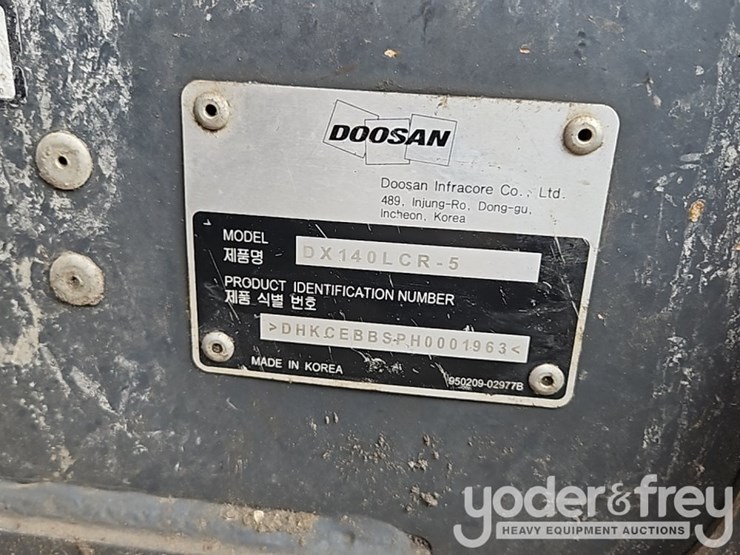 DOOSAN
Doosan Infracore Co., Ltd.
489, Injung-Ro, Dong-gu,
Incheon, Korea
MODEL
제품명
DX140LCR-5
PRODUCT IDENTIFICATION NUMBER
제품 식별 번호
>DHKCEBBSPH0001963<
MADE IN KOREA
950209-02977B
yoder&frey
HEAVY EQUIPMENT AUCTIONS